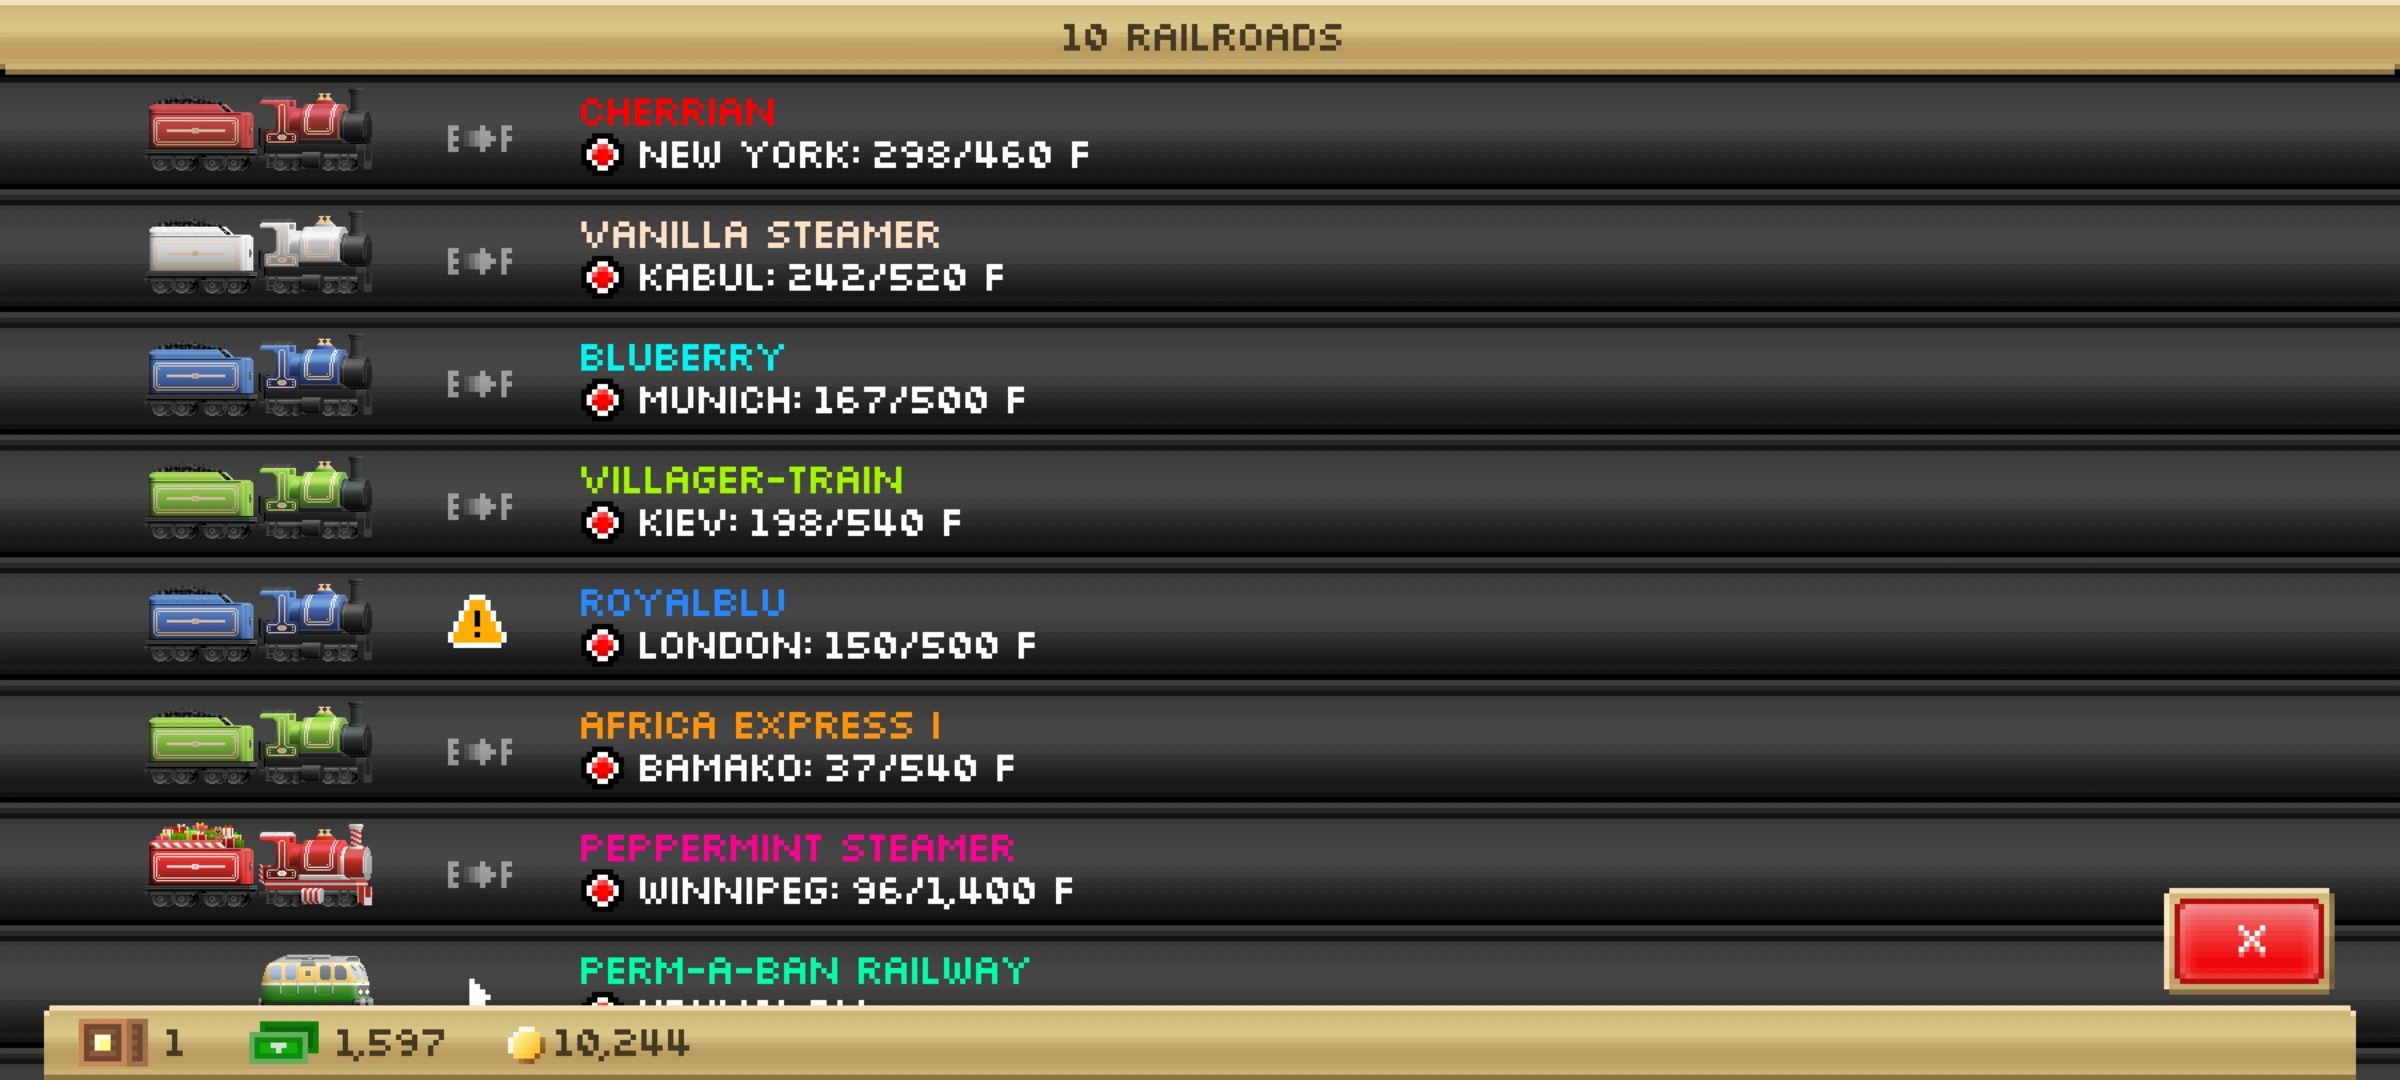 10 RAILROADS
E F
CHERRIAN
NEW YORK: 298/460 F
E F
VANILLA STEAMER
KABUL: 242/520 F
E F
BLUBERRY
MUNICH: 167/500 F
E F
VILLAGER-TRAIN
KIEV: 198/540 F
!
ROYALBLU
LONDON: 150/500 F
E F
AFRICA EXPRESS I
BAMAKO: 37/540 F
E F
PEPPERMINT STEAMER
WINNIPEG: 96/1,400 F
PERM-A-BAN RAILWAY
X
1 1,597 10,244